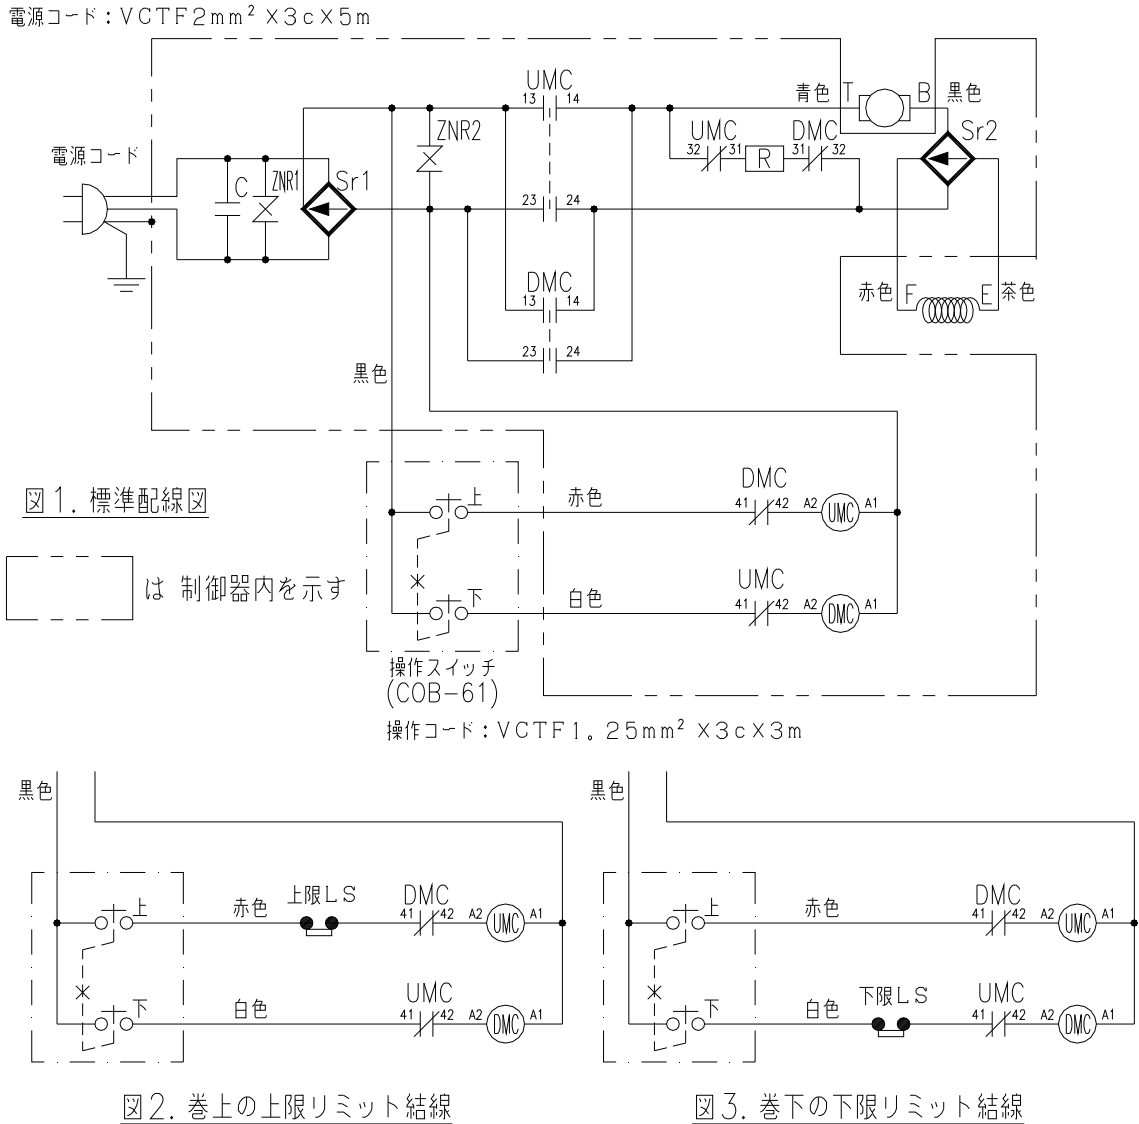 電源コード：VCTF2mm²×3c×5m
UMC
13 14
青色 T B 黒色
ZNR2
UMC DMC
32 31 R 31 32
Sr2
電源コード
C ZNR1 Sr1
23 24
DMC
13 14
赤色 F E 茶色
23 24
黒色
図1．標準配線図
上 赤色 DMC
41 42 A2 UMC A1
は 制御器内を示す
下 白色 UMC
41 42 A2 DMC A1
操作スイッチ
(COB-61)
操作コード：VCTF1。25mm²×3c×3m
黒色
上 赤色 上限LS DMC
41 42 A2 UMC A1
下 白色 UMC
41 42 A2 DMC A1
図2．巻上の上限リミット結線
黒色
上 赤色 DMC
41 42 A2 UMC A1
下 白色 下限LS UMC
41 42 A2 DMC A1
図3．巻下の下限リミット結線